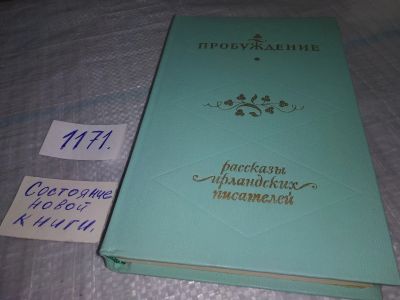 ПРОБУЖДЕНИЕ
рассказы
ирландских
писателей
1171.
Состояние
новой
книги.